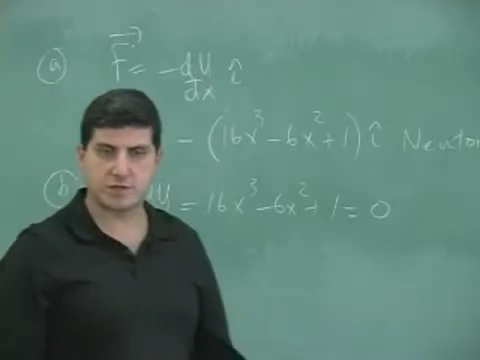 (a) F⃗ = -dU/dx î
- (16x³ - 6x² + 1) î Newton
(b) = 16x³ - 6x² + 1 = 0